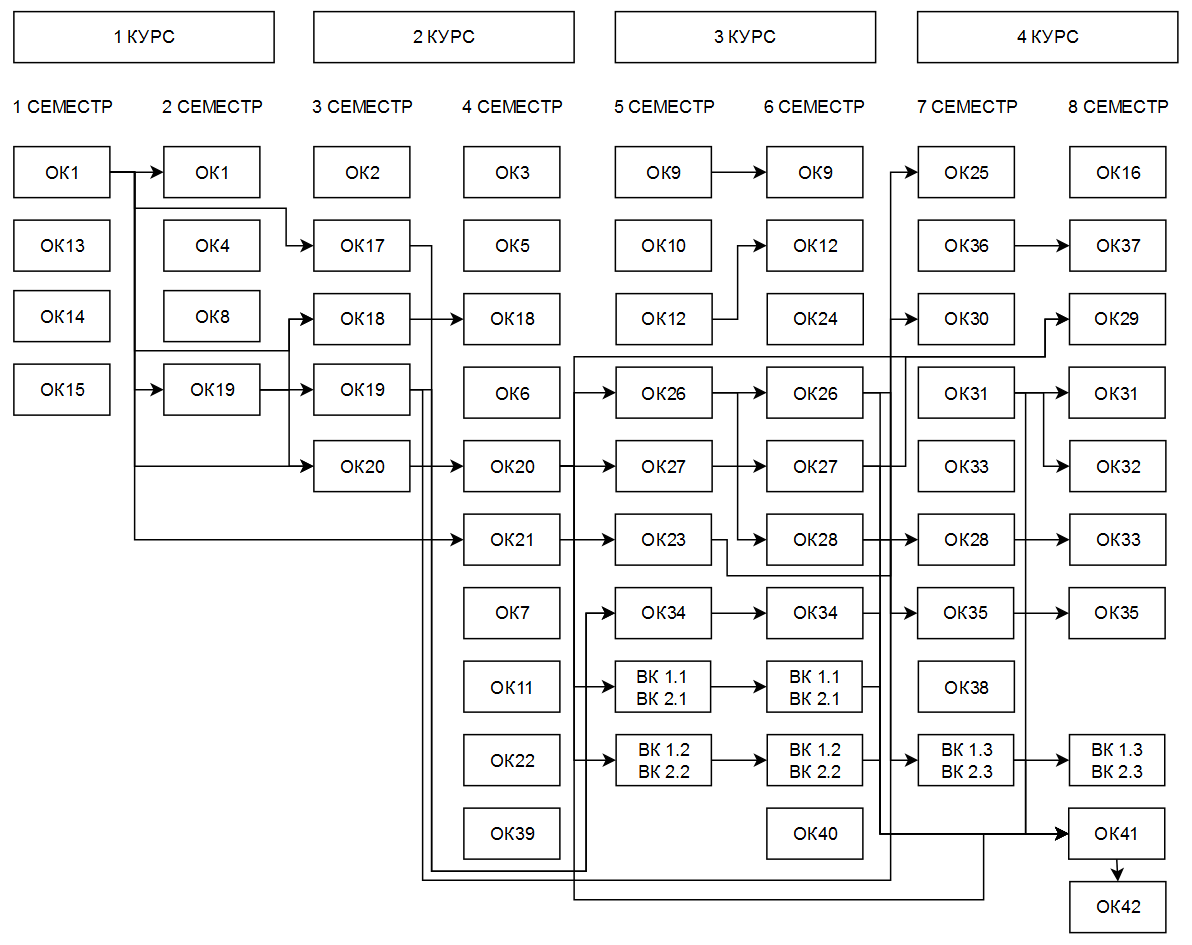 1 КУРС
2 КУРС
3 КУРС
4 КУРС
1 СЕМЕСТР
2 СЕМЕСТР
3 СЕМЕСТР
4 СЕМЕСТР
5 СЕМЕСТР
6 СЕМЕСТР
7 СЕМЕСТР
8 СЕМЕСТР
ОК1
ОК1
ОК2
ОК3
ОК9
ОК9
ОК25
ОК16
ОК13
ОК4
ОК17
ОК5
ОК10
ОК12
ОК36
ОК37
ОК14
ОК8
ОК18
ОК18
ОК12
ОК24
ОК30
ОК29
ОК15
ОК19
ОК19
ОК6
ОК26
ОК26
ОК31
ОК31
ОК20
ОК20
ОК27
ОК27
ОК33
ОК32
ОК21
ОК23
ОК28
ОК28
ОК33
ОК7
ОК34
ОК34
ОК35
ОК35
ОК11
ВК 1.1
ВК 2.1
ВК 1.1
ВК 2.1
ОК38
ОК22
ВК 1.2
ВК 2.2
ВК 1.2
ВК 2.2
ВК 1.3
ВК 2.3
ВК 1.3
ВК 2.3
ОК39
ОК40
ОК41
ОК42